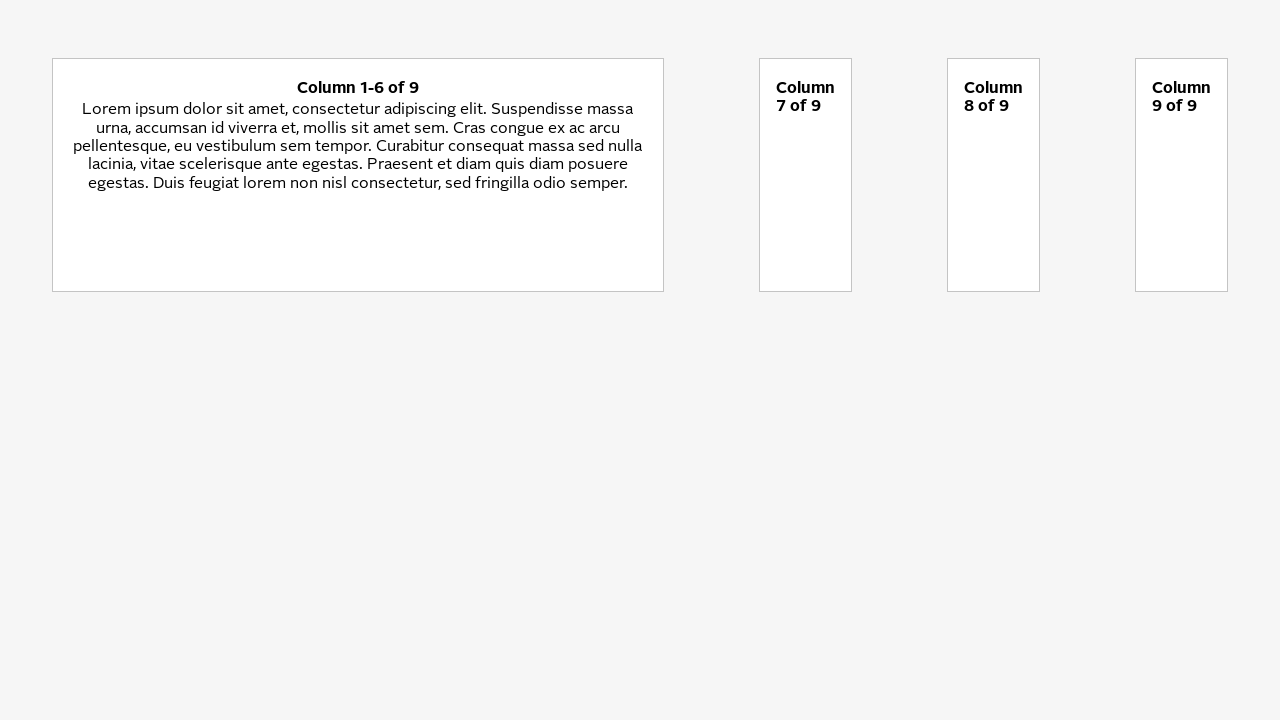 Column 1-6 of 9
Lorem ipsum dolor sit amet, consectetur adipiscing elit. Suspendisse massa
urna, accumsan id viverra et, mollis sit amet sem. Cras congue ex ac arcu
pellentesque, eu vestibulum sem tempor. Curabitur consequat massa sed nulla
lacinia, vitae scelerisque ante egestas. Praesent et diam quis diam posuere
egestas. Duis feugiat lorem non nisl consectetur, sed fringilla odio semper.
Column
7 of 9
Column
8 of 9
Column
9 of 9